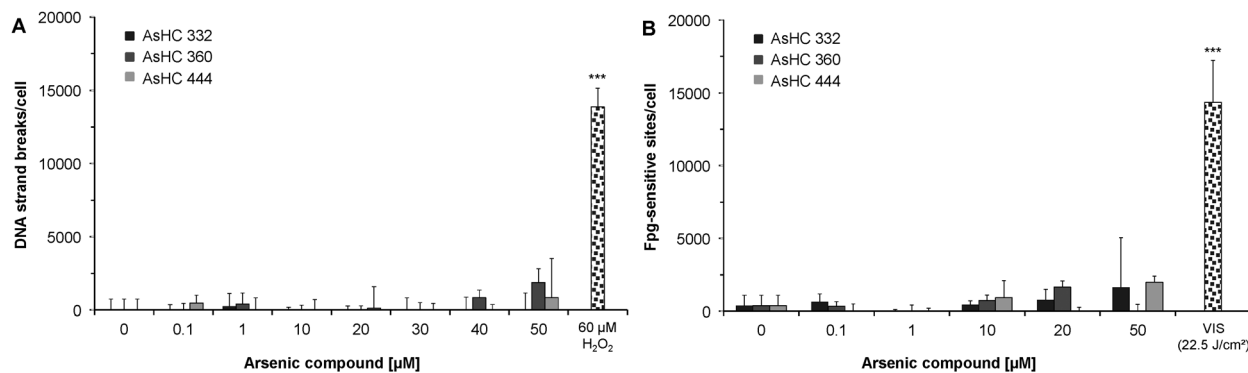 A
DNA strand breaks/cell
20000
15000
10000
5000
0
AsHC 332
AsHC 360
AsHC 444
***
0 0.1 1 10 20 30 40 50 60 µM
H₂O₂
Arsenic compound [µM]
B
Fpg-sensitive sites/cell
20000
15000
10000
5000
0
AsHC 332
AsHC 360
AsHC 444
***
0 0.1 1 10 20 50 VIS
(22.5 J/cm²)
Arsenic compound [µM]